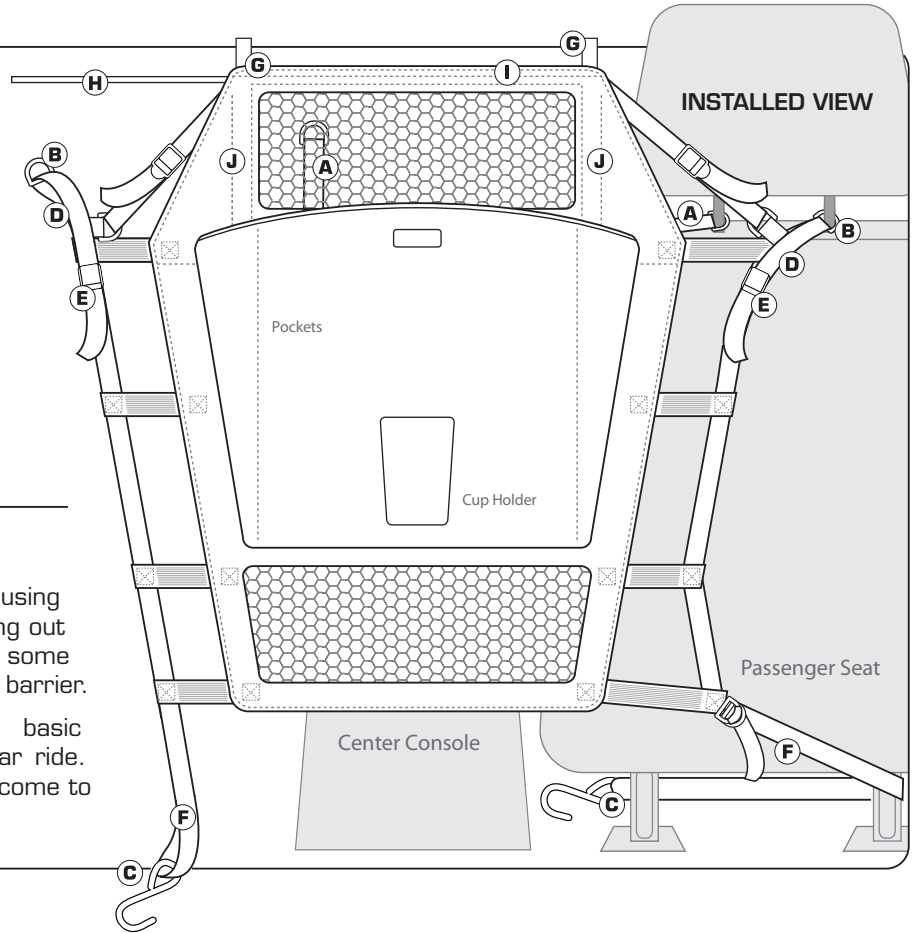 G
G
H
I
INSTALLED VIEW
B
J
A
J
D
A
B
D
E
E
Pockets
Cup Holder
using
ng out
some
barrier.
basic
ar ride.
come to
Passenger Seat
Center Console
F
C
F
C